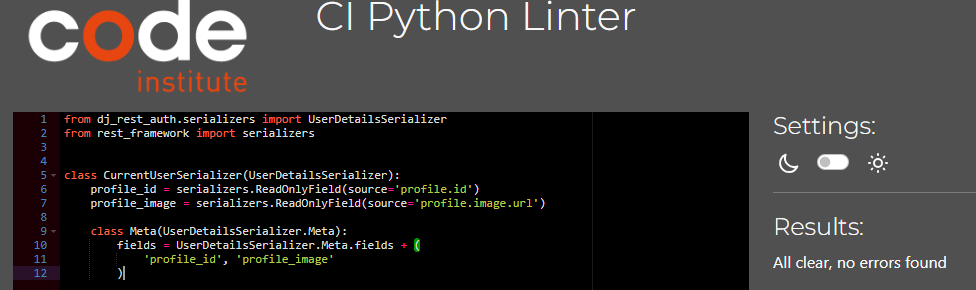 code
institute
CI Python Linter
1 from dj_rest_auth.serializers import UserDetailsSerializer
2 from rest_framework import serializers
3
4
5 class CurrentUserSerializer(UserDetailsSerializer):
6     profile_id = serializers.ReadOnlyField(source='profile.id')
7     profile_image = serializers.ReadOnlyField(source='profile.image.url')
8
9     class Meta(UserDetailsSerializer.Meta):
10         fields = UserDetailsSerializer.Meta.fields + (
11             'profile_id', 'profile_image'
12         )
Settings:
Results:
All clear, no errors found